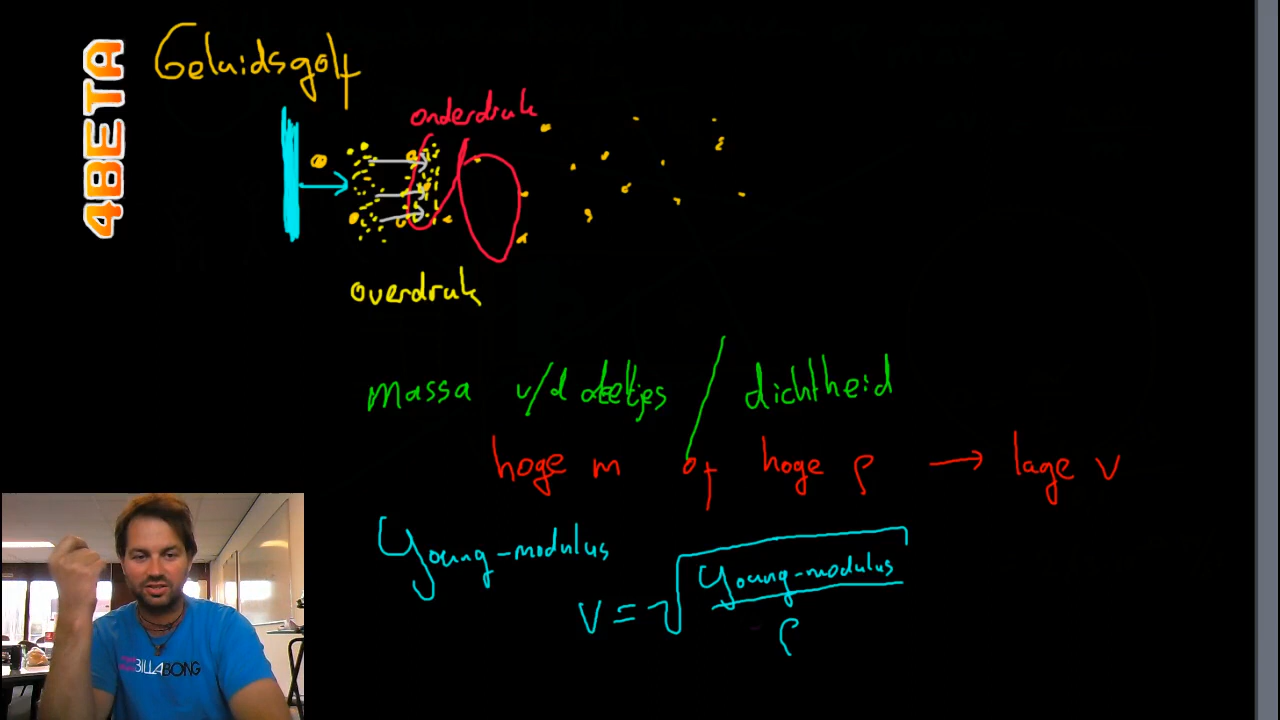 4BETA
Geluidsgolf
onderdruk
overdruk
massa v/d deeltjes / dichtheid
hoge m of hoge ρ → lage v
Young-modulus
v = √(Young-modulus / ρ)
BILLABONG